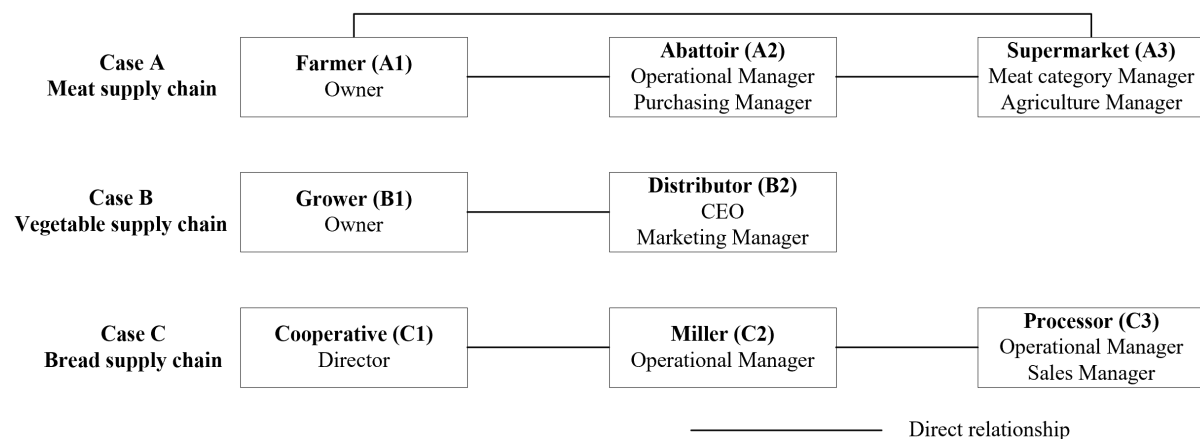 Case A
Meat supply chain
Farmer (A1)
Owner
Abattoir (A2)
Operational Manager
Purchasing Manager
Supermarket (A3)
Meat category Manager
Agriculture Manager
Case B
Vegetable supply chain
Grower (B1)
Owner
Distributor (B2)
CEO
Marketing Manager
Case C
Bread supply chain
Cooperative (C1)
Director
Miller (C2)
Operational Manager
Processor (C3)
Operational Manager
Sales Manager
Direct relationship